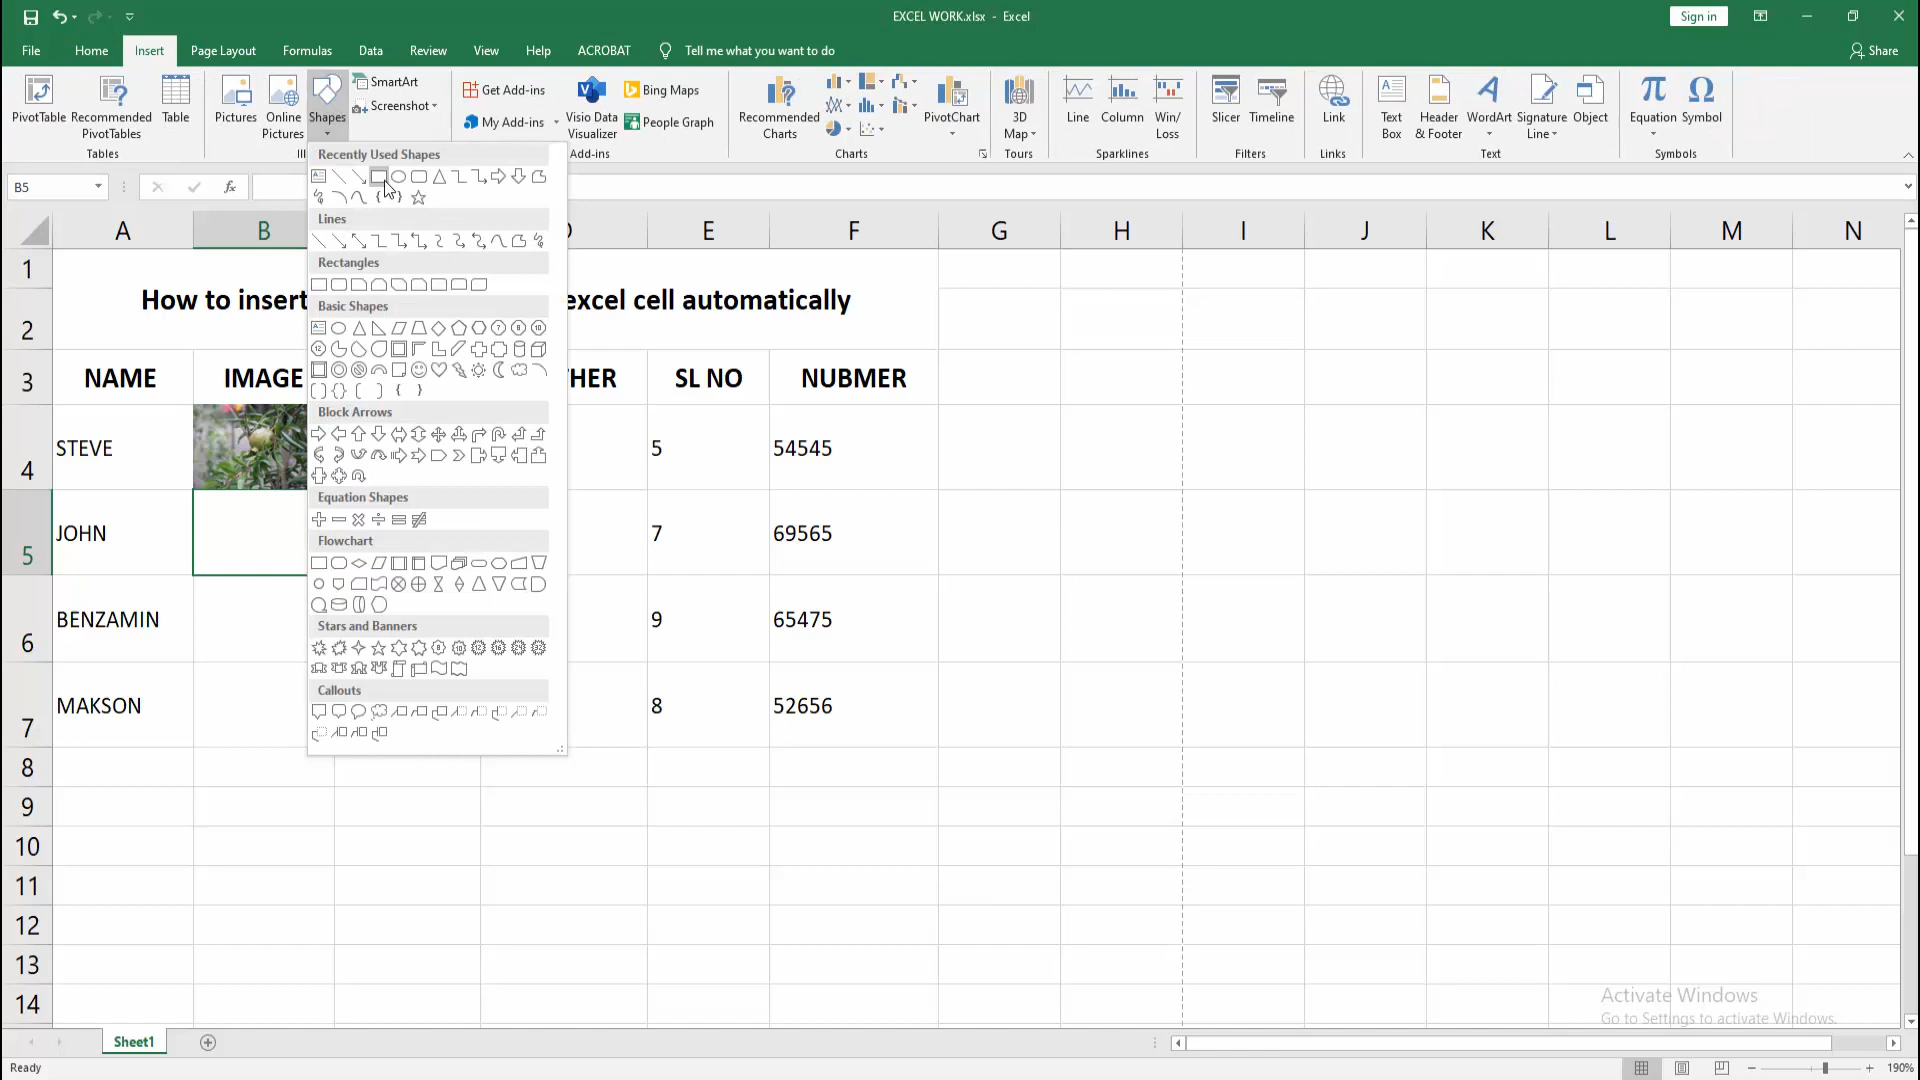 EXCEL WORK.xlsx - Excel
Sign in
File Home Insert Page Layout Formulas Data Review View Help ACROBAT Tell me what you want to do
Share
PivotTable
Recommended PivotTables
Table
Tables
Pictures
Online Pictures
Shapes
SmartArt
Screenshot
Get Add-ins
My Add-ins
Visio Data Visualizer
Bing Maps
People Graph
Add-ins
Recommended Charts
PivotChart
Charts
3D Map
Tours
Line
Column
Win/ Loss
Sparklines
Slicer
Timeline
Filters
Link
Links
Text Box
Header & Footer
WordArt
Signature Line
Object
Text
Equation
Symbol
Symbols
B5
fx
Recently Used Shapes
Lines
Rectangles
Basic Shapes
Block Arrows
Equation Shapes
Flowchart
Stars and Banners
Callouts
A B E F G H I J K L M N
1
2
How to insert excel cell automatically
3 NAME IMAGE SL NO NUBMER
4 STEVE 5 54545
5 JOHN 7 69565
6 BENZAMIN 9 65475
7 MAKSON 8 52656
8
9
10
11
12
13
14
Activate Windows
Go to Settings to activate Windows.
Sheet1
Ready
190%